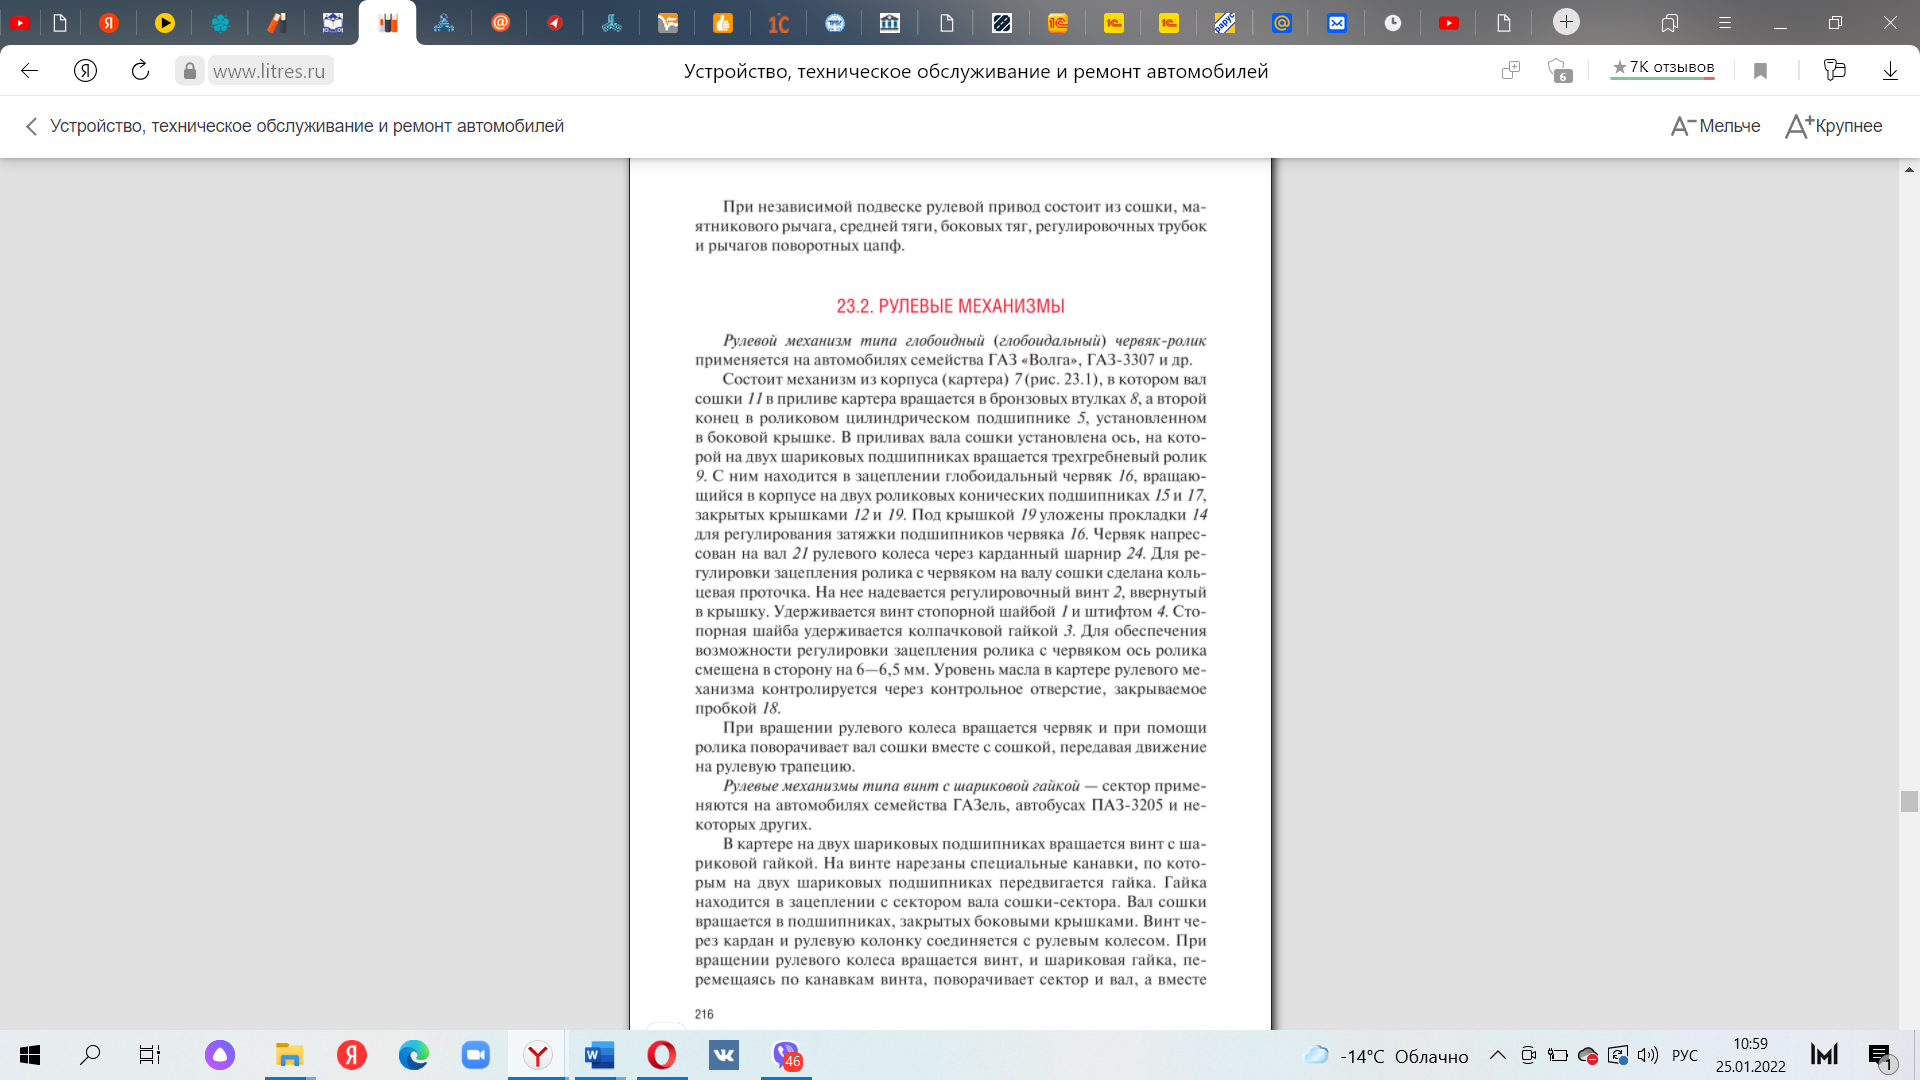 www.litres.ru
Устройство, техническое обслуживание и ремонт автомобилей
6
★7К отзывов
Устройство, техническое обслуживание и ремонт автомобилей
A− Мельче
A+ Крупнее
При независимой подвеске рулевой привод состоит из сошки, ма-
ятникового рычага, средней тяги, боковых тяг, регулировочных трубок
и рычагов поворотных цапф.
23.2. РУЛЕВЫЕ МЕХАНИЗМЫ
Рулевой механизм типа глобоидный (глобоидальный) червяк-ролик
применяется на автомобилях семейства ГАЗ «Волга», ГАЗ-3307 и др.
Состоит механизм из корпуса (картера) 7 (рис. 23.1), в котором вал
сошки 11 в приливе картера вращается в бронзовых втулках 8, а второй
конец в роликовом цилиндрическом подшипнике 5, установленном
в боковой крышке. В приливах вала сошки установлена ось, на кото-
рой на двух шариковых подшипниках вращается трехгребневый ролик
9. С ним находится в зацеплении глобоидальный червяк 16, вращаю-
щийся в корпусе на двух роликовых конических подшипниках 15 и 17,
закрытых крышками 12 и 19. Под крышкой 19 уложены прокладки 14
для регулирования затяжки подшипников червяка 16. Червяк напрес-
сован на вал 21 рулевого колеса через карданный шарнир 24. Для ре-
гулировки зацепления ролика с червяком на валу сошки сделана коль-
цевая проточка. На нее надевается регулировочный винт 2, ввернутый
в крышку. Удерживается винт стопорной шайбой 1 и штифтом 4. Сто-
порная шайба удерживается колпачковой гайкой 3. Для обеспечения
возможности регулировки зацепления ролика с червяком ось ролика
смещена в сторону на 6—6,5 мм. Уровень масла в картере рулевого ме-
ханизма контролируется через контрольное отверстие, закрываемое
пробкой 18.
При вращении рулевого колеса вращается червяк и при помощи
ролика поворачивает вал сошки вместе с сошкой, передавая движение
на рулевую трапецию.
Рулевые механизмы типа винт с шариковой гайкой — сектор приме-
няются на автомобилях семейства ГАЗель, автобусах ПАЗ-3205 и не-
которых других.
В картере на двух шариковых подшипниках вращается винт с ша-
риковой гайкой. На винте нарезаны специальные канавки, по кото-
рым на двух шариковых подшипниках передвигается гайка. Гайка
находится в зацеплении с сектором вала сошки-сектора. Вал сошки
вращается в подшипниках, закрытых боковыми крышками. Винт че-
рез кардан и рулевую колонку соединяется с рулевым колесом. При
вращении рулевого колеса вращается винт, и шариковая гайка, пе-
ремещаясь по канавкам винта, поворачивает сектор и вал, а вместе
216
46
-14°C Облачно
РУС
10:59
25.01.2022
1